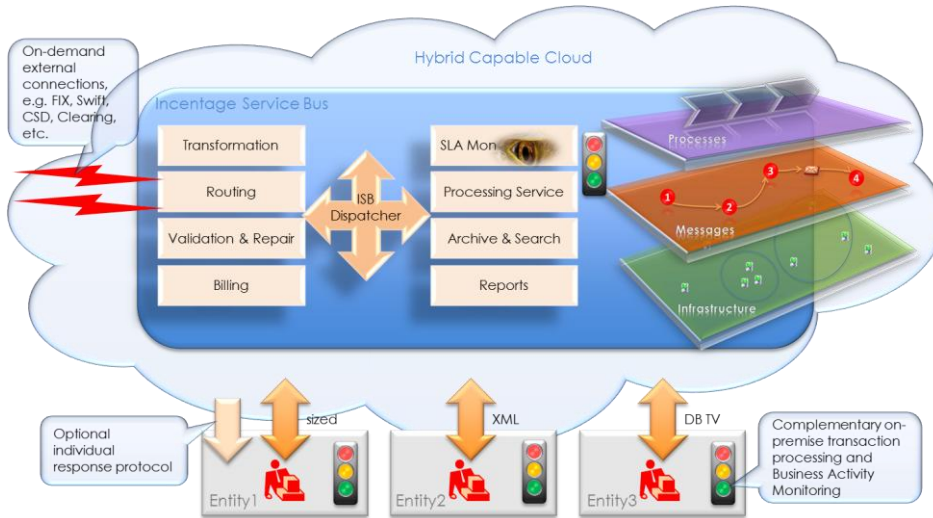 On-demand
external
connections,
e.g. FIX, Swift,
CSD, Clearing,
etc.
Hybrid Capable Cloud
Incentage Service Bus
Transformation
Routing
Validation & Repair
Billing
ISB
Dispatcher
SLA Mon
Processing Service
Archive & Search
Reports
Processes
1
2
3
4
Messages
Infrastructure
Optional
individual
response protocol
sized
XML
DB TV
Entity1
Entity2
Entity3
Complementary on-
premise transaction
processing and
Business Activity
Monitoring